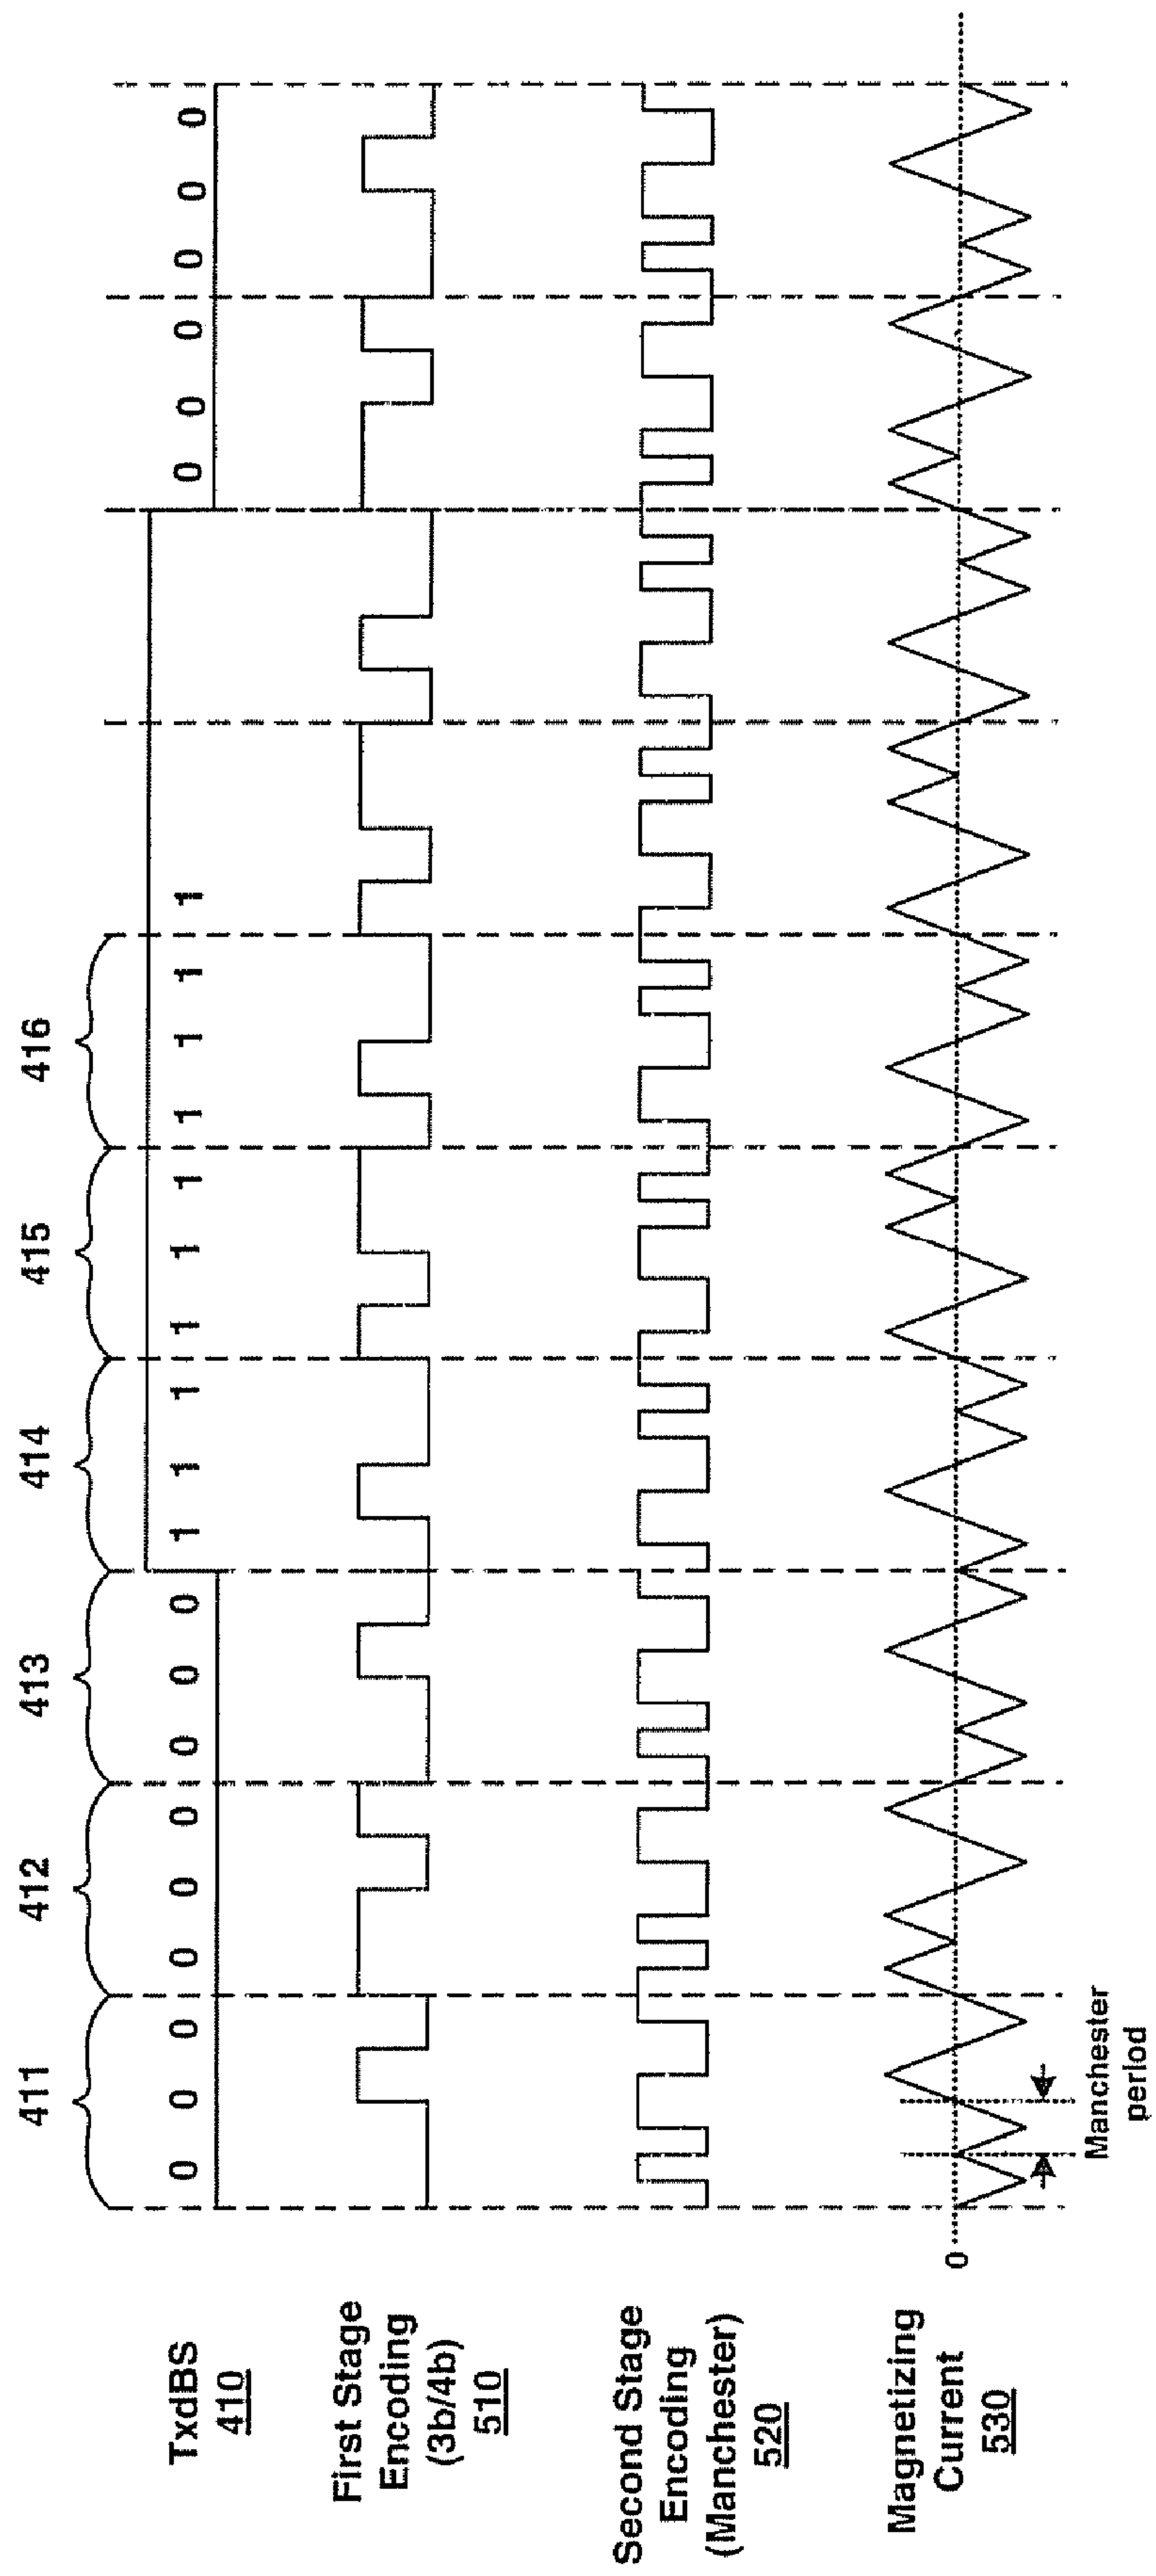 411 412 413 414 415 416
TxdBS
410
0 0 0 0 0 0 0 0 0 1 1 1 1 1 1 1 1 1 1 0 0 0 0 0 0
First Stage
Encoding
(3b/4b)
510
Second Stage
Encoding
(Manchester)
520
Magnetizing
Current
530
0
Manchester
period